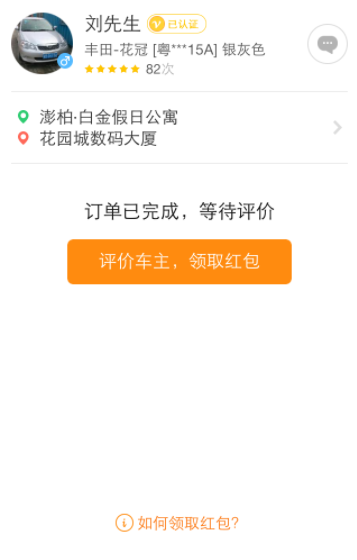 刘先生 V 已认证
丰田-花冠 [粤***15A] 银灰色
82次
澎柏·白金假日公寓
花园城数码大厦
订单已完成，等待评价
评价车主，领取红包
如何领取红包?